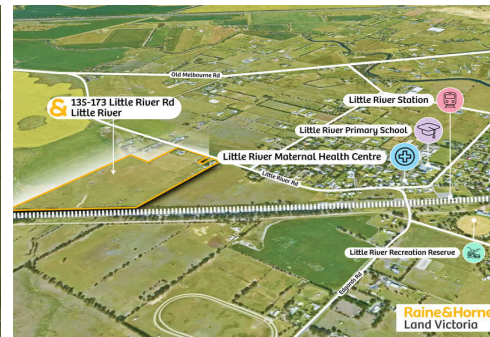 Old Melbourne Rd
& 135-173 Little River Rd
Little River
Little River Station
Little River Primary School
Little River Maternal Health Centre
Little River Rd
Little River Recreation Reserve
Edgars Rd
Raine&Horne
Land Victoria